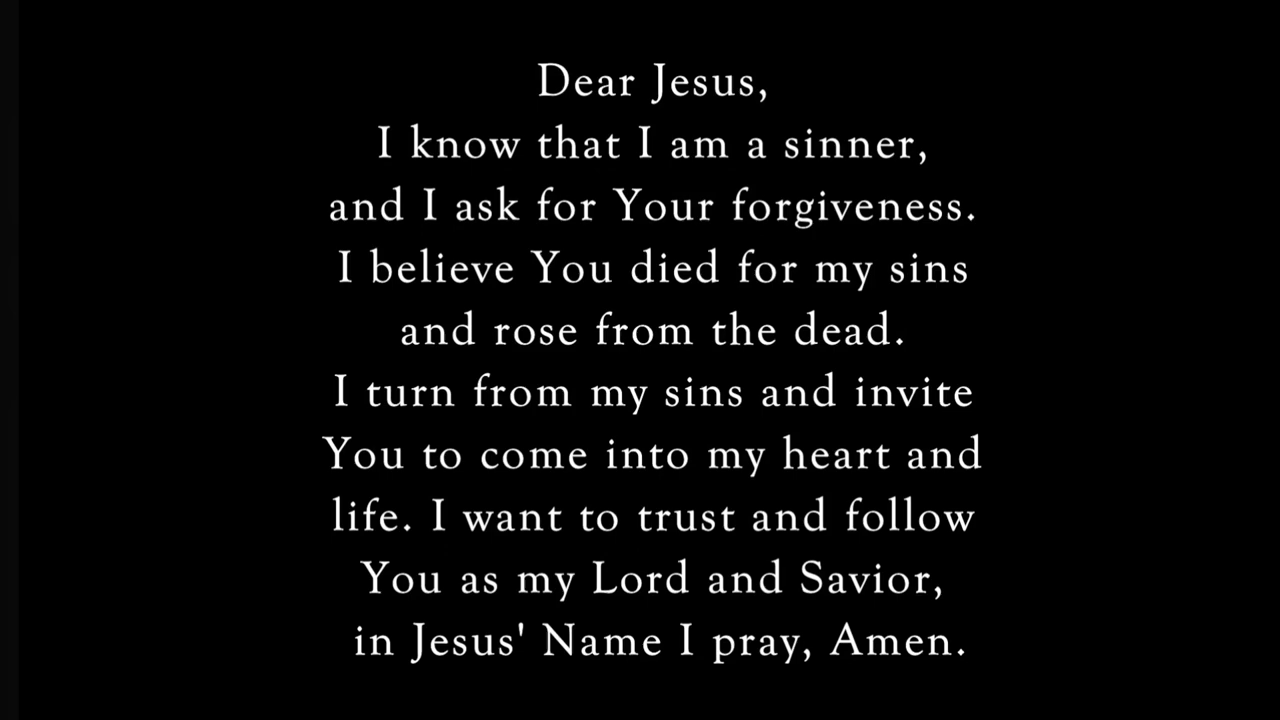 Dear Jesus,
I know that I am a sinner,
and I ask for Your forgiveness.
I believe You died for my sins
and rose from the dead.
I turn from my sins and invite
You to come into my heart and
life. I want to trust and follow
You as my Lord and Savior,
in Jesus' Name I pray, Amen.